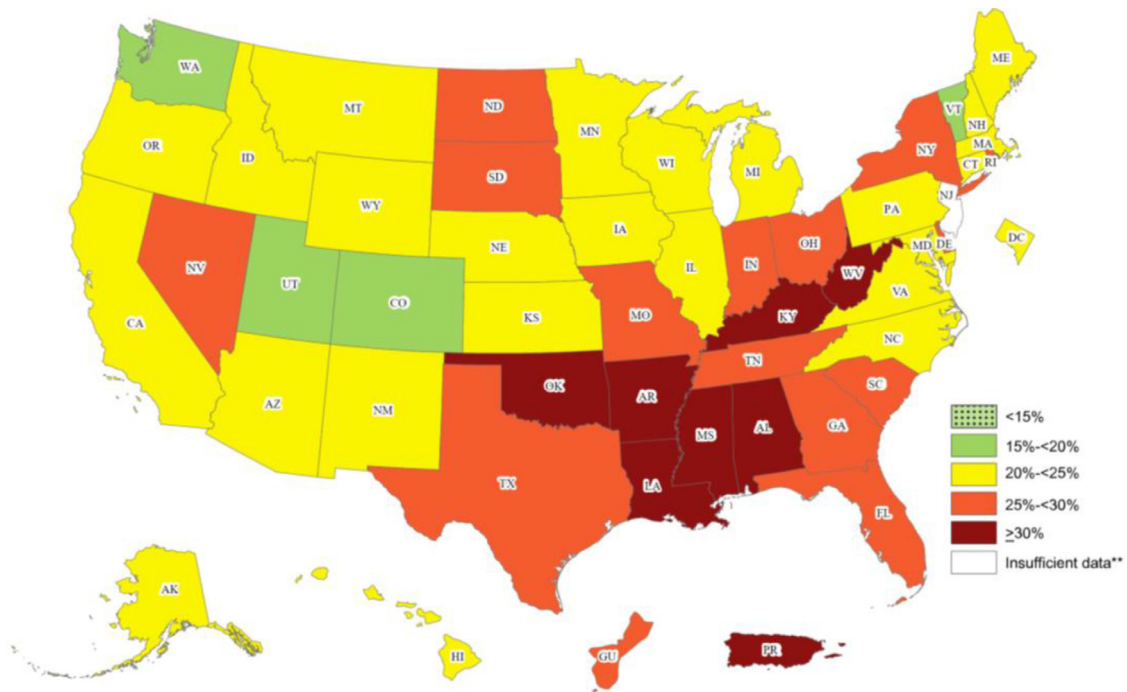 WA
MT
ND
ME
OR
ID
MN
VT
NH
SD
WI
NY
MA
WY
MI
CT
RI
IA
PA
NJ
NE
NV
UT
IL
IN
OH
MD
DE
DC
CO
WV
CA
KS
MO
KY
VA
AZ
NM
OK
TN
NC
AR
SC
MS
AL
GA
TX
LA
FL
<15%
15%-<20%
20%-<25%
25%-<30%
≥30%
Insufficient data**
AK
HI
GU
PR